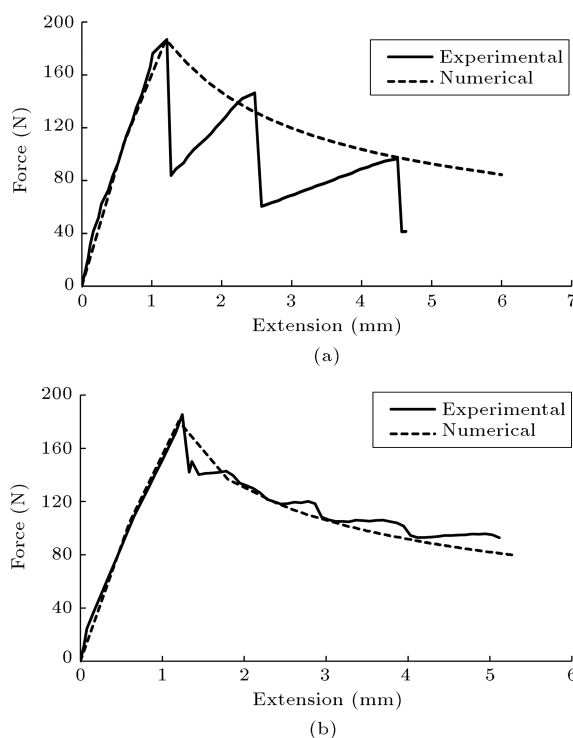 200
160
120
80
40
0
Force (N)
Experimental
Numerical
0 1 2 3 4 5 6 7
Extension (mm)
(a)
200
160
120
80
40
0
Force (N)
Experimental
Numerical
0 1 2 3 4 5 6
Extension (mm)
(b)